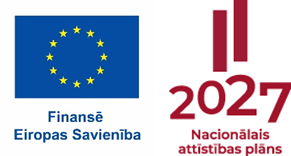 Finansē
Eiropas Savienība
2027
Nacionālais
attīstības plāns